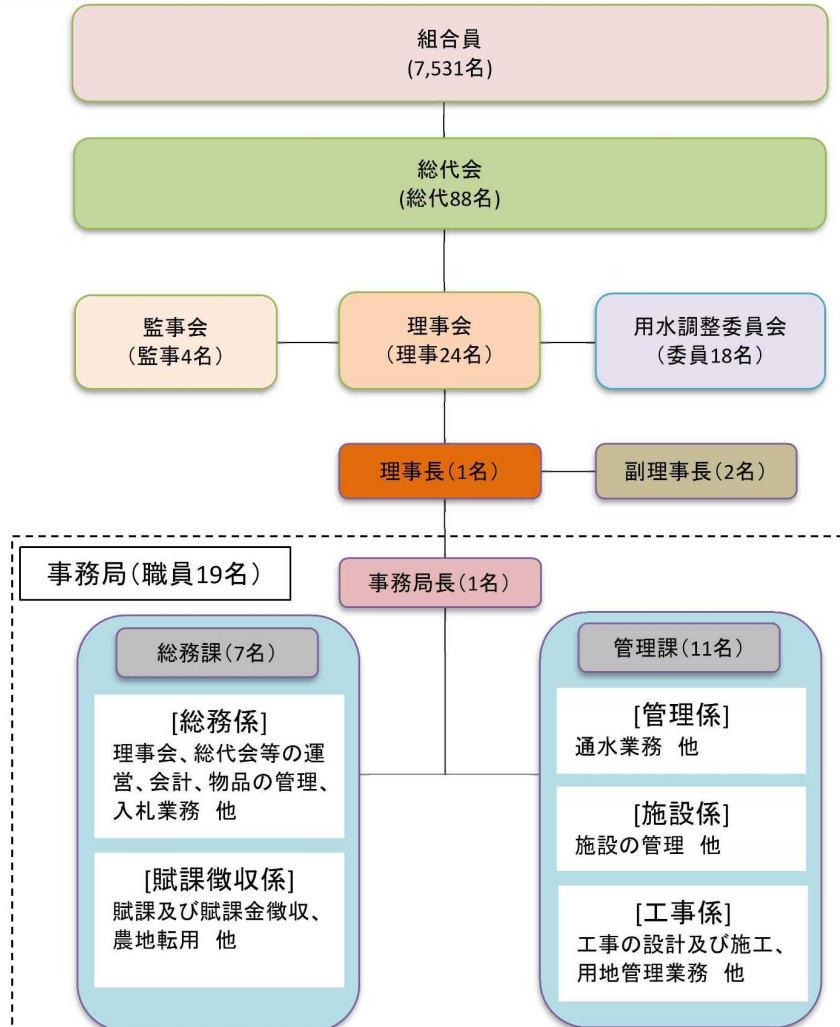 組合員
(7,531名)
総代会
(総代88名)
監事会
（監事4名）
理事会
（理事24名）
用水調整委員会
（委員18名）
理事長（1名）
副理事長（2名）
事務局（職員19名）
事務局長（1名）
総務課（7名）
[総務係]
理事会、総代会等の運
営、会計、物品の管理、
入札業務 他
[賦課徴収係]
賦課及び賦課金徴収、
農地転用 他
管理課（11名）
[管理係]
通水業務 他
[施設係]
施設の管理 他
[工事係]
工事の設計及び施工、
用地管理業務 他